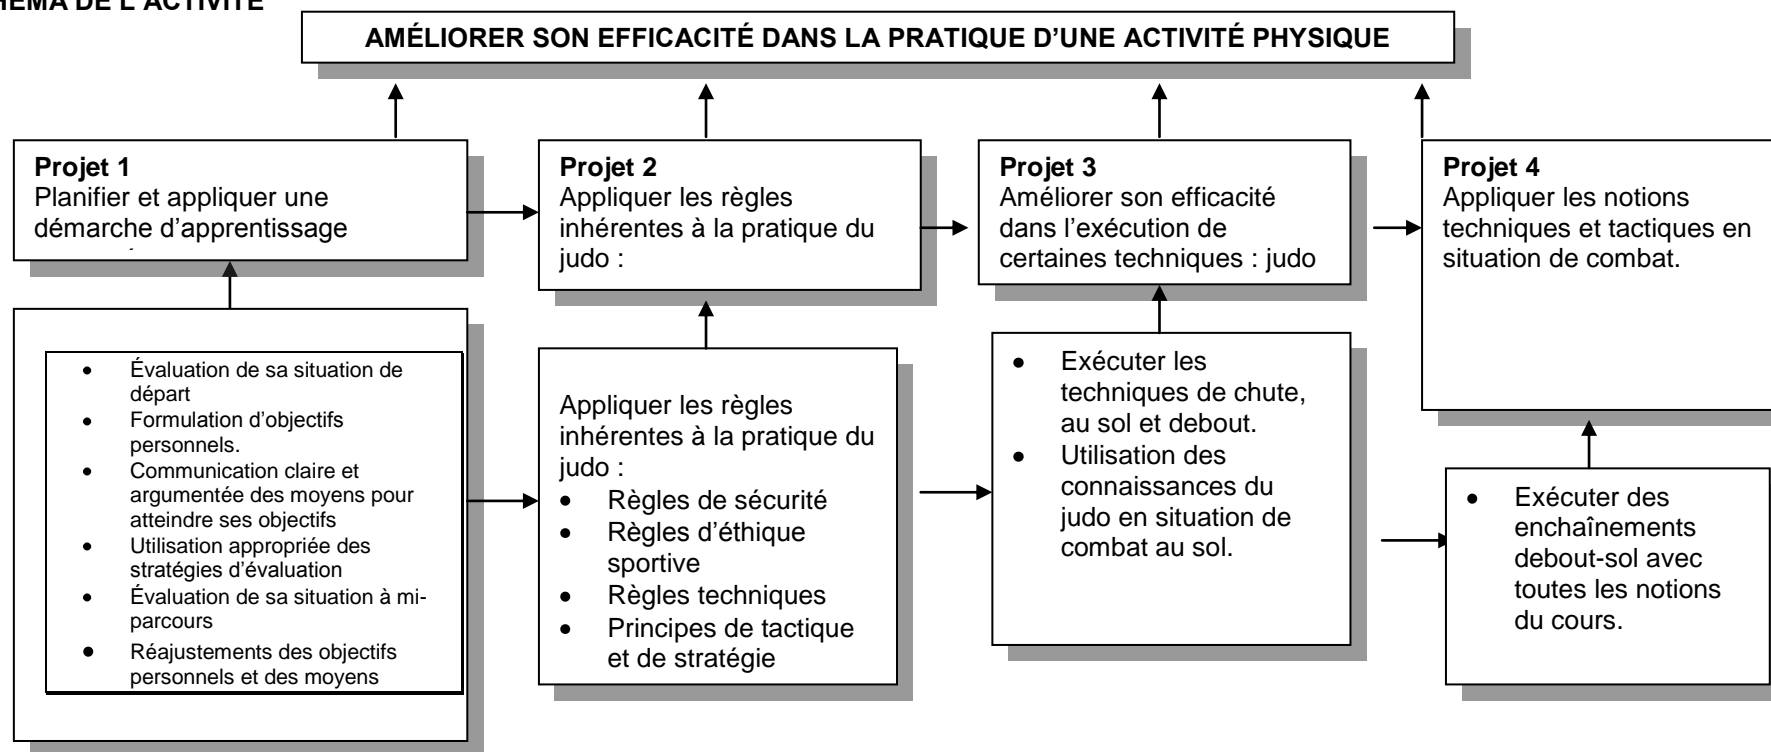 HÉMA DE L'ACTIVITÉ
AMÉLIORER SON EFFICACITÉ DANS LA PRATIQUE D'UNE ACTIVITÉ PHYSIQUE
Projet 1
Planifier et appliquer une
démarche d'apprentissage
Projet 2
Appliquer les règles
inhérentes à la pratique du
judo :
Projet 3
Améliorer son efficacité
dans l'exécution de
certaines techniques : judo
Projet 4
Appliquer les notions
techniques et tactiques en
situation de combat.
• Évaluation de sa situation de
départ
• Formulation d'objectifs
personnels.
• Communication claire et
argumentée des moyens pour
atteindre ses objectifs
• Utilisation appropriée des
stratégies d'évaluation
• Évaluation de sa situation à mi-
parcours
• Réajustements des objectifs
personnels et des moyens
Appliquer les règles
inhérentes à la pratique du
judo :
• Règles de sécurité
• Règles d'éthique
sportive
• Règles techniques
• Principes de tactique
et de stratégie
• Exécuter les
techniques de chute,
au sol et debout.
• Utilisation des
connaissances du
judo en situation de
combat au sol.
• Exécuter des
enchaînements
debout-sol avec
toutes les notions
du cours.